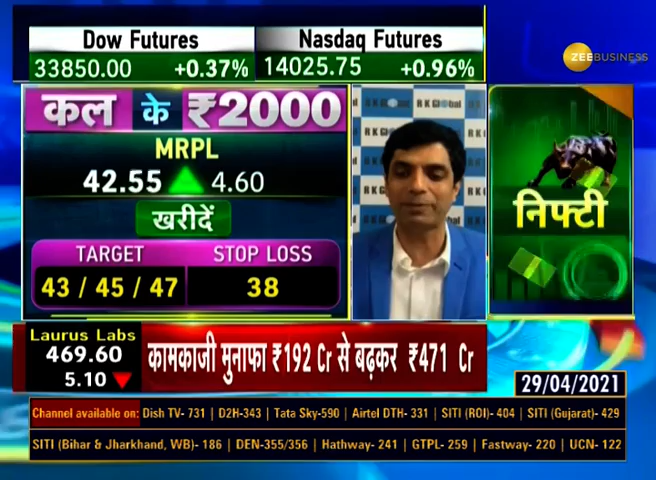 Dow Futures
33850.00 +0.37%
Nasdaq Futures
14025.75 +0.96%
ZEEBUSINESS
कल के ₹2000
MRPL
42.55 4.60
खरीदें
TARGET
43 / 45 / 47
STOP LOSS
38
RK Global
निफ्टी
Laurus Labs
469.60
5.10
कामकाजी मुनाफा ₹192 Cr से बढ़कर ₹471 Cr
29/04/2021
Channel available on: Dish TV- 731 | D2H-343 | Tata Sky-590 | Airtel DTH- 331 | SITI (ROI)- 404 | SITI (Gujarat)- 429
SITI (Bihar & Jharkhand, WB)- 186 | DEN-355/356 | Hathway- 241 | GTPL- 259 | Fastway- 220 | UCN- 122